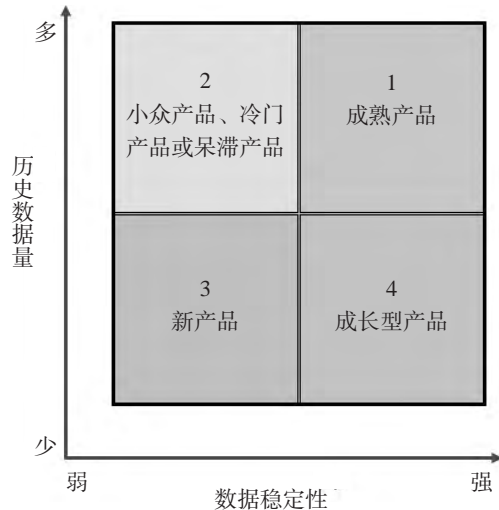 多
2
小众产品、冷门
产品或呆滞产品
1
成熟产品
历史数据量
3
新产品
4
成长型产品
少
弱
强
数据稳定性